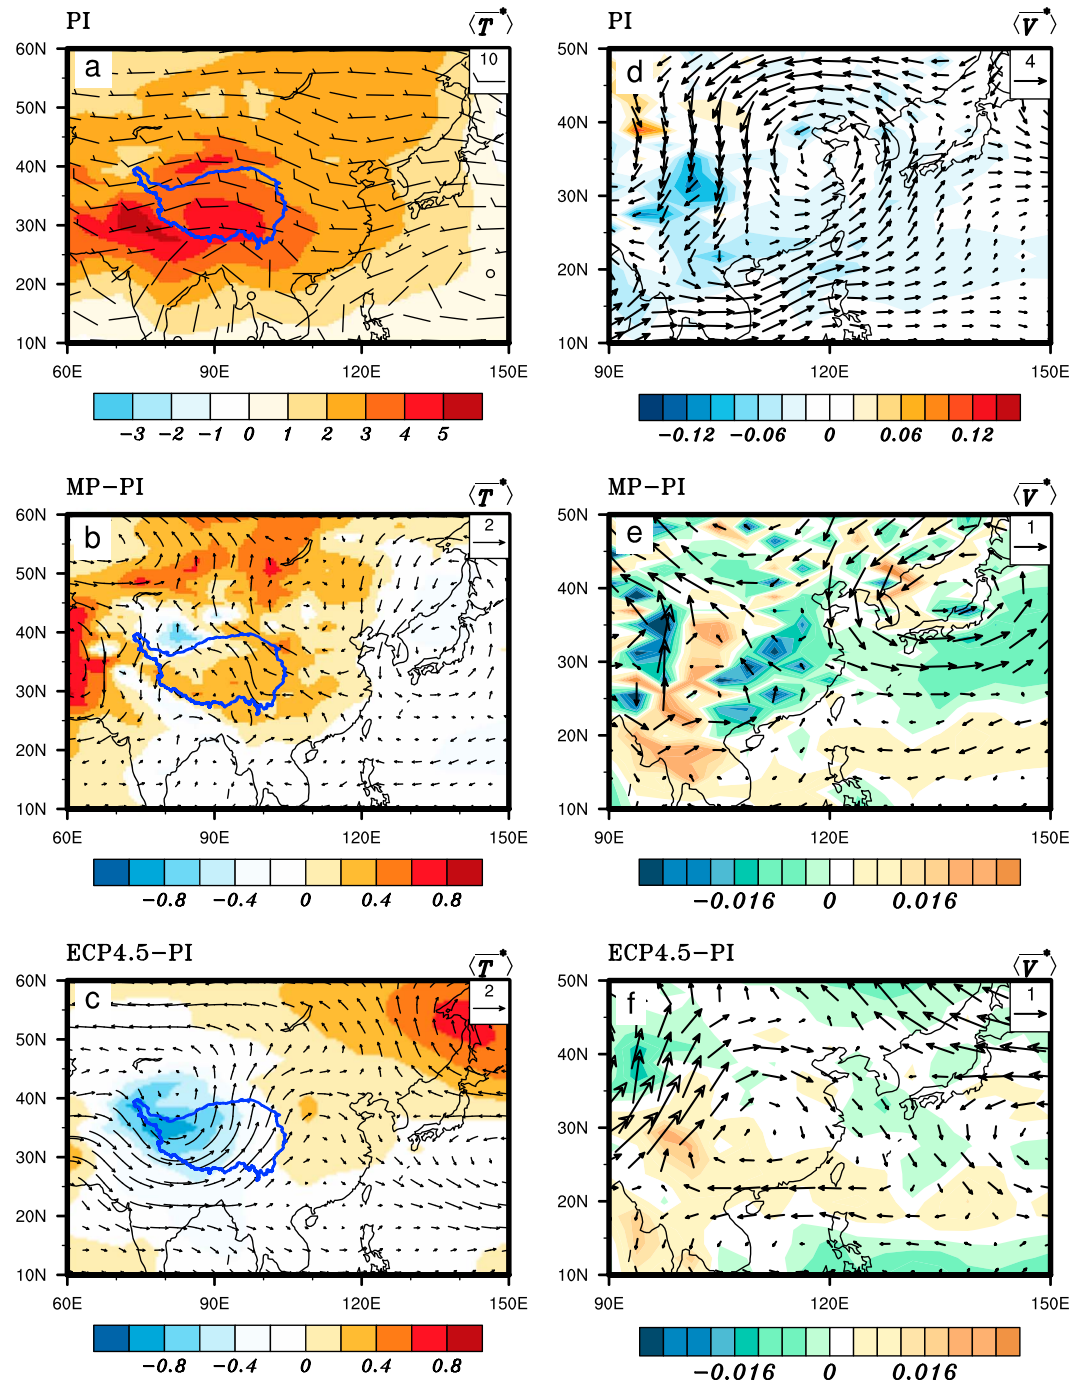 PI ⟨T̅*⟩ PI ⟨V̅*⟩
60N a 10 50N d 4
50N 40N
40N 30N
30N 20N
20N 10N
10N
60E 90E 120E 150E 90E 120E 150E
−3 −2 −1 0 1 2 3 4 5 −0.12 −0.06 0 0.06 0.12
MP−PI ⟨T̅*⟩ MP−PI ⟨V̅*⟩
60N b 2 50N e 1
50N 40N
40N 30N
30N 20N
20N 10N
10N
60E 90E 120E 150E 90E 120E 150E
−0.8 −0.4 0 0.4 0.8 −0.016 0 0.016
ECP4.5−PI ⟨T̅*⟩ ECP4.5−PI ⟨V̅*⟩
60N c 2 50N f 1
50N 40N
40N 30N
30N 20N
20N 10N
10N
60E 90E 120E 150E 90E 120E 150E
−0.8 −0.4 0 0.4 0.8 −0.016 0 0.016